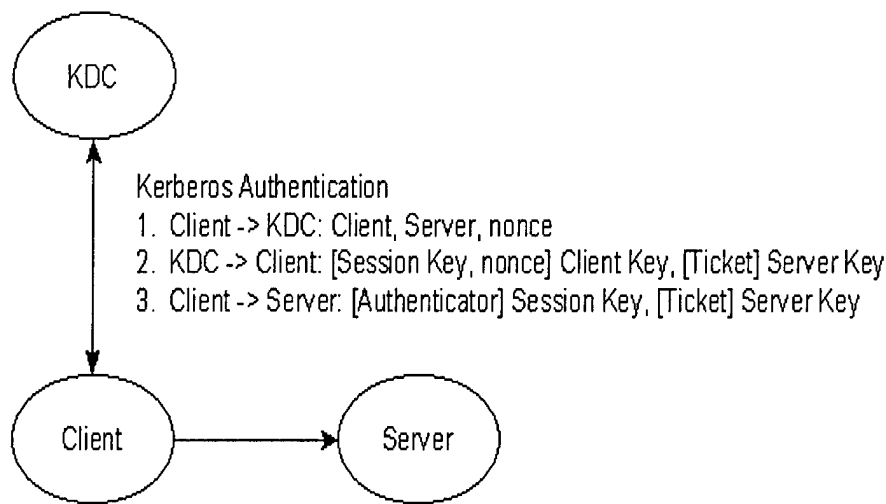 KDC
Kerberos Authentication
1. Client -> KDC: Client, Server, nonce
2. KDC -> Client: [Session Key, nonce] Client Key, [Ticket] Server Key
3. Client -> Server: [Authenticator] Session Key, [Ticket] Server Key
Client
Server